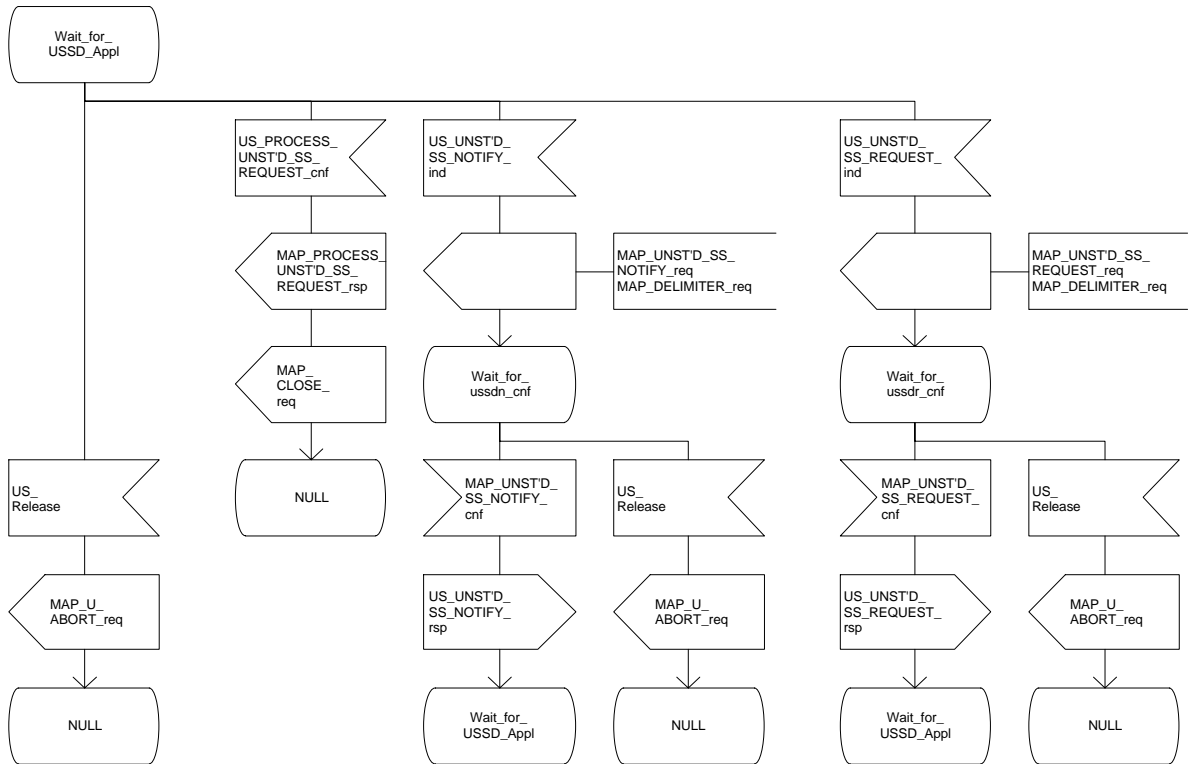 Wait_for_
USSD_Appl
US_PROCESS_
UNST'D_SS_
REQUEST_cnf
US_UNST'D_
SS_NOTIFY_
ind
US_UNST'D_
SS_REQUEST_
ind
MAP_PROCESS_
UNST'D_SS_
REQUEST_rsp
MAP_UNST'D_SS_
NOTIFY_req
MAP_DELIMITER_req
MAP_UNST'D_SS_
REQUEST_req
MAP_DELIMITER_req
MAP_
CLOSE_
req
Wait_for_
ussdn_cnf
Wait_for_
ussdr_cnf
US_
Release
NULL
MAP_UNST'D_
SS_NOTIFY_
cnf
US_
Release
MAP_UNST'D_
SS_REQUEST_
cnf
US_
Release
MAP_U_
ABORT_req
US_UNST'D_
SS_NOTIFY_
rsp
MAP_U_
ABORT_req
US_UNST'D_
SS_REQUEST_
rsp
MAP_U_
ABORT_req
NULL
Wait_for_
USSD_Appl
NULL
Wait_for_
USSD_Appl
NULL